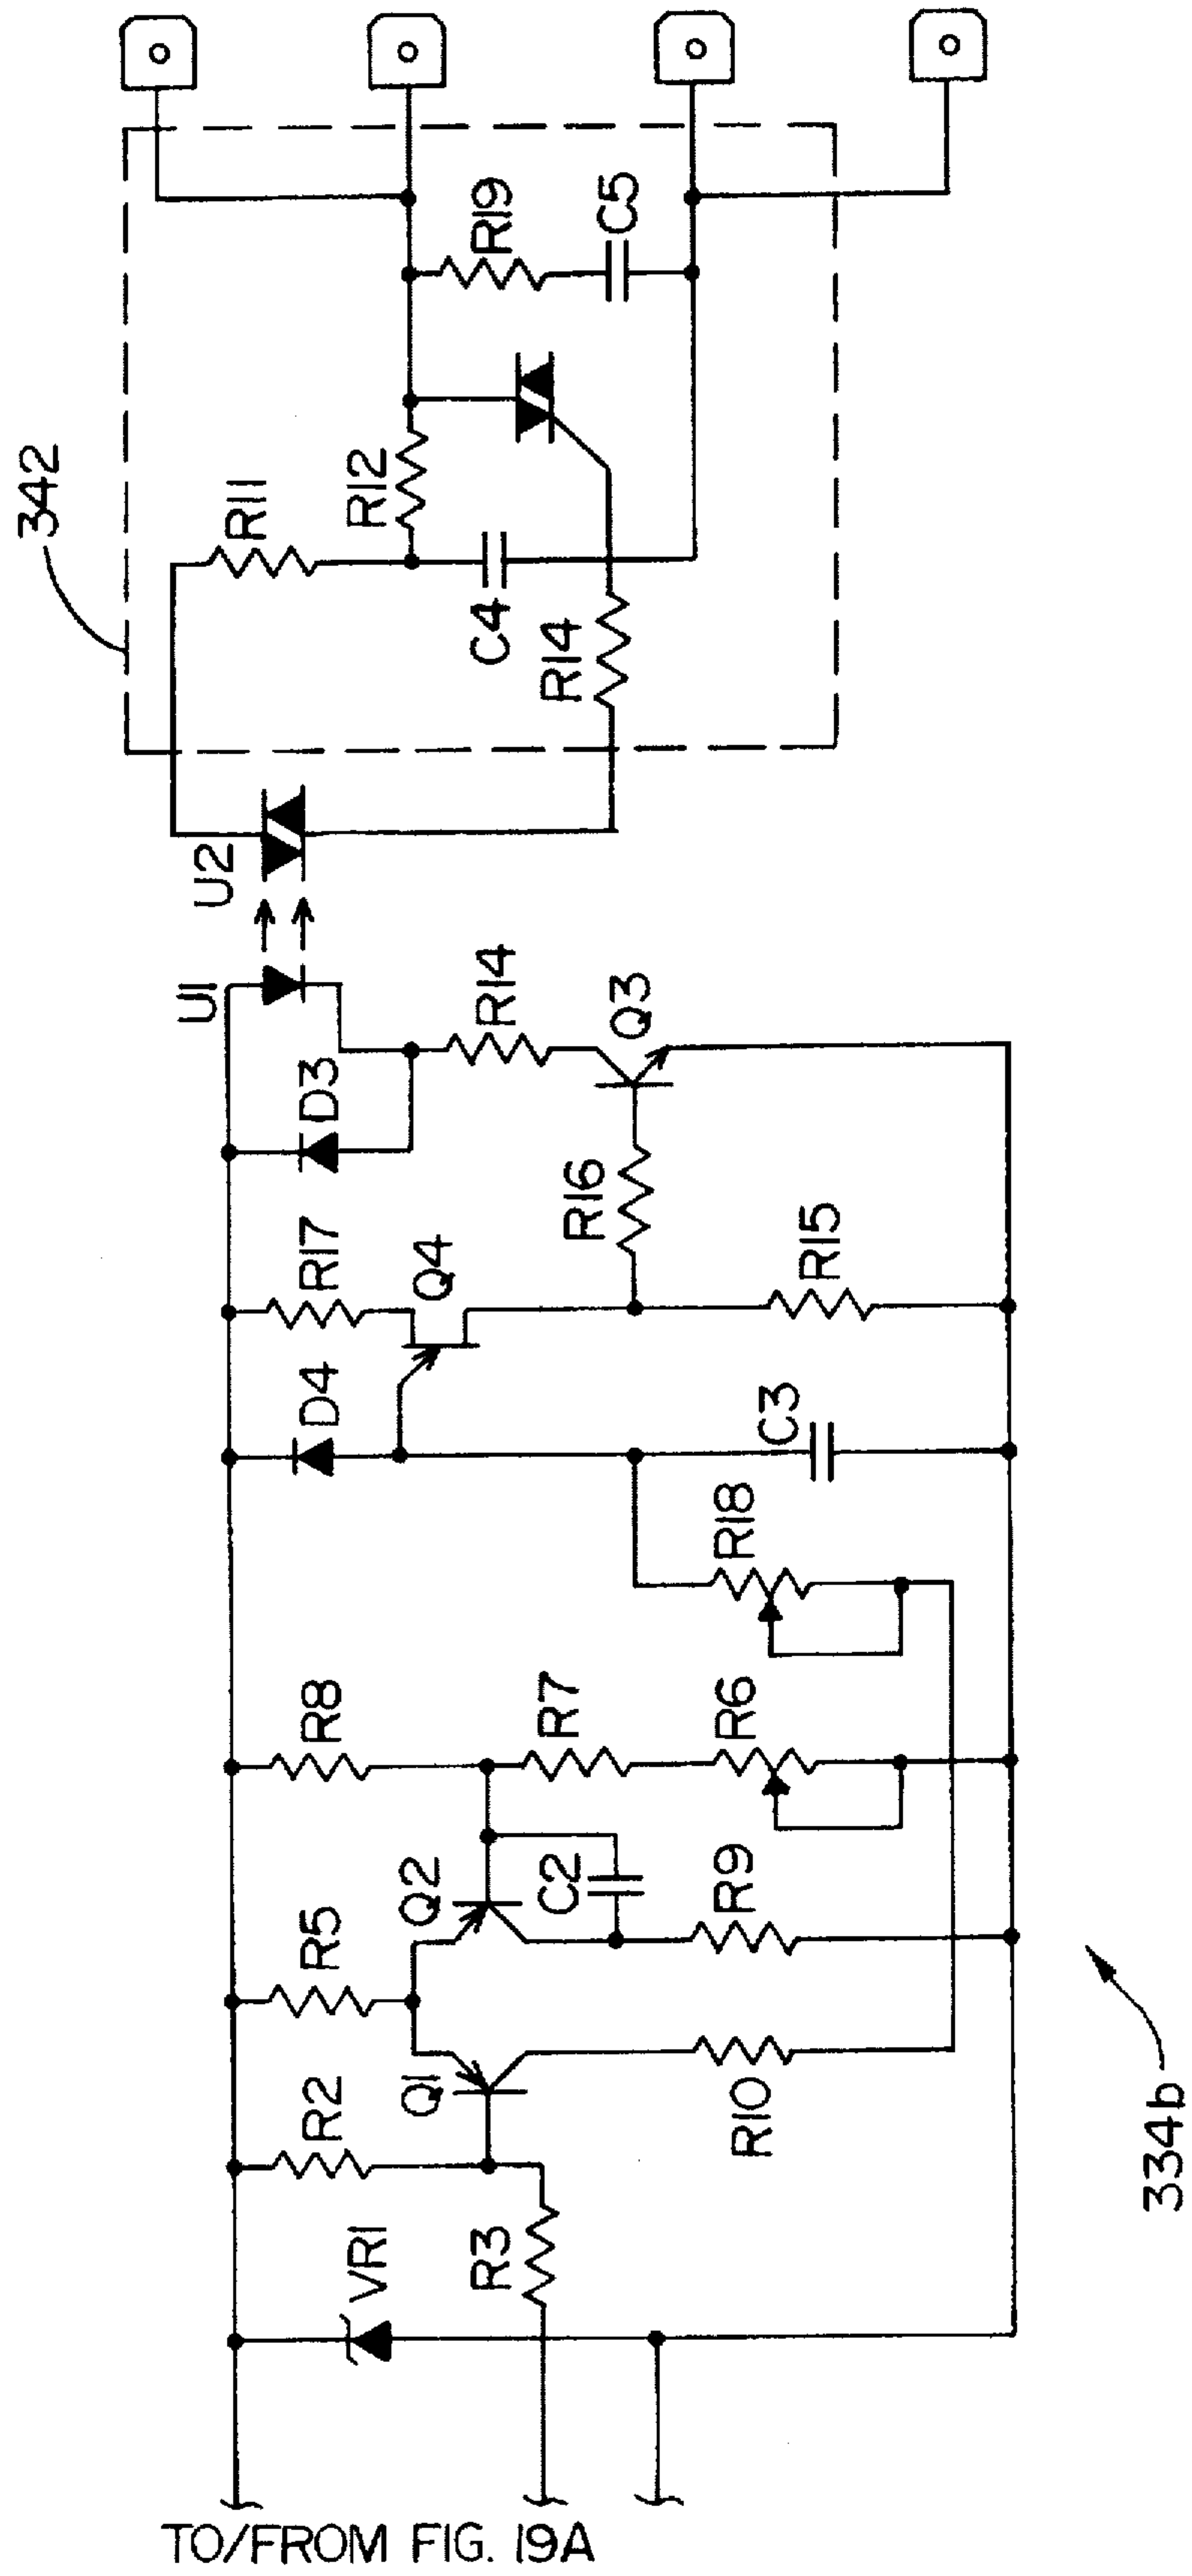 342
R11
R12
R19
C5
C4
R14
U2
U1
D3
R14
Q3
R17
Q4
R16
R15
D4
C3
R18
R8
R7
R6
R5
Q2
C2
R9
R2
Q1
R10
VR1
R3
334b
TO/FROM FIG. 19A